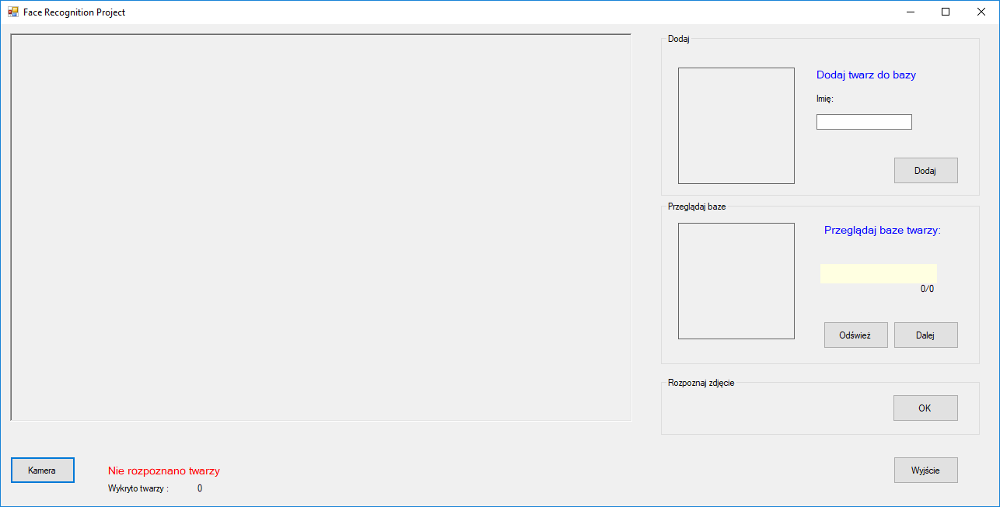 Face Recognition Project
Dodaj
Dodaj twarz do bazy
Imię:
Dodaj
Przeglądaj baze
Przeglądaj baze twarzy:
0/0
Odśwież
Dalej
Rozpoznaj zdjęcie
OK
Kamera
Nie rozpoznano twarzy
Wykryto twarzy : 0
Wyjście